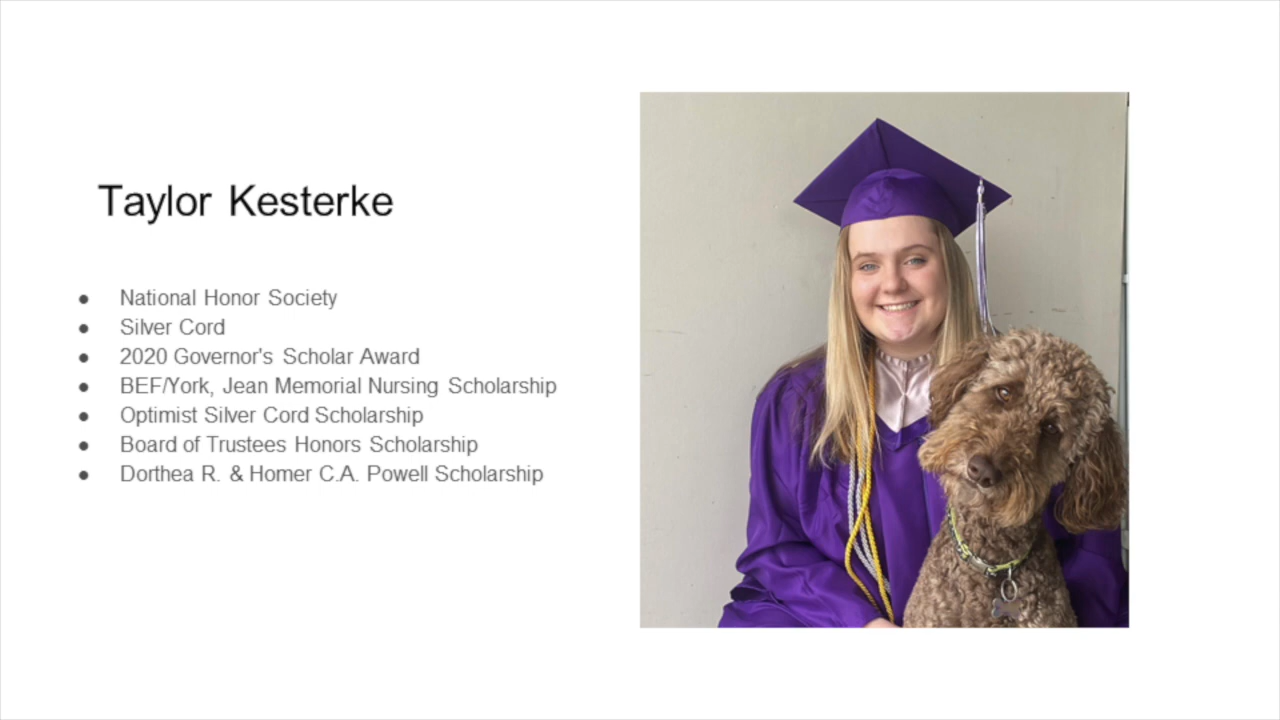 Taylor Kesterke
● National Honor Society
● Silver Cord
● 2020 Governor's Scholar Award
● BEF/York, Jean Memorial Nursing Scholarship
● Optimist Silver Cord Scholarship
● Board of Trustees Honors Scholarship
● Dorthea R. & Homer C.A. Powell Scholarship